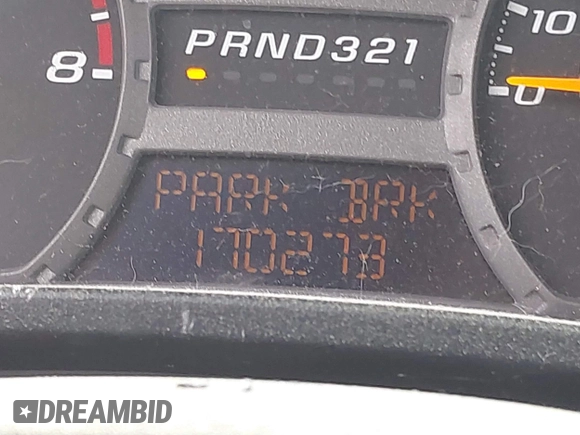 8
PRND321
10
0
PARK BRK
170273
DREAMBID